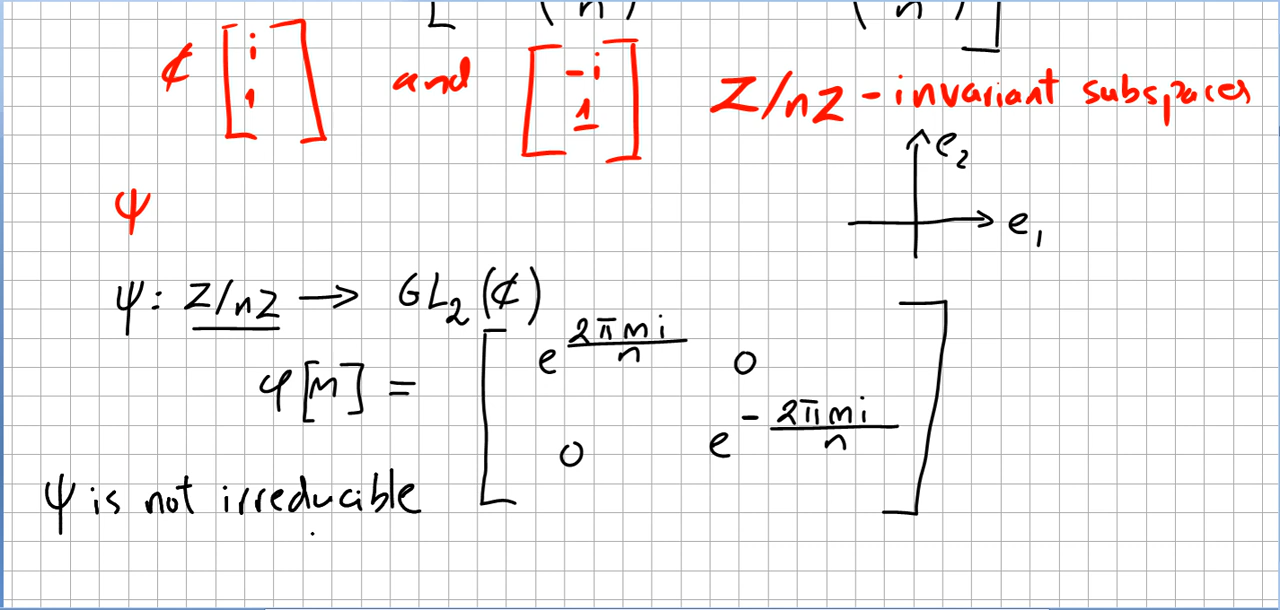 (n) (n)
ℂ [i 1] and [-i 1] Z/nZ - invariant subspaces
e₂
e₁
ψ
ψ: Z/nZ → GL₂(ℂ)
φ[m] = [e^(2πmi/n) 0
0 e^(-2πmi/n)]
ψ is not irreducible